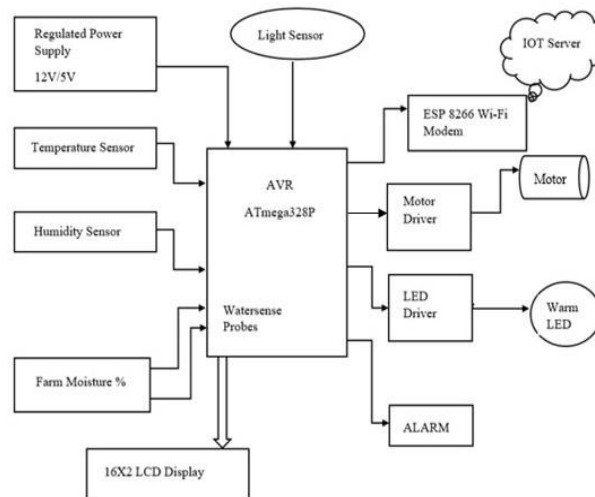 Regulated Power
Supply
12V/5V
Light Sensor
IOT Server
ESP 8266 Wi-Fi
Modem
Temperature Sensor
AVR
ATmega328P
Motor
Driver
Motor
Humidity Sensor
Watersense
Probes
LED
Driver
Warm
LED
Farm Moisture %
ALARM
16X2 LCD Display